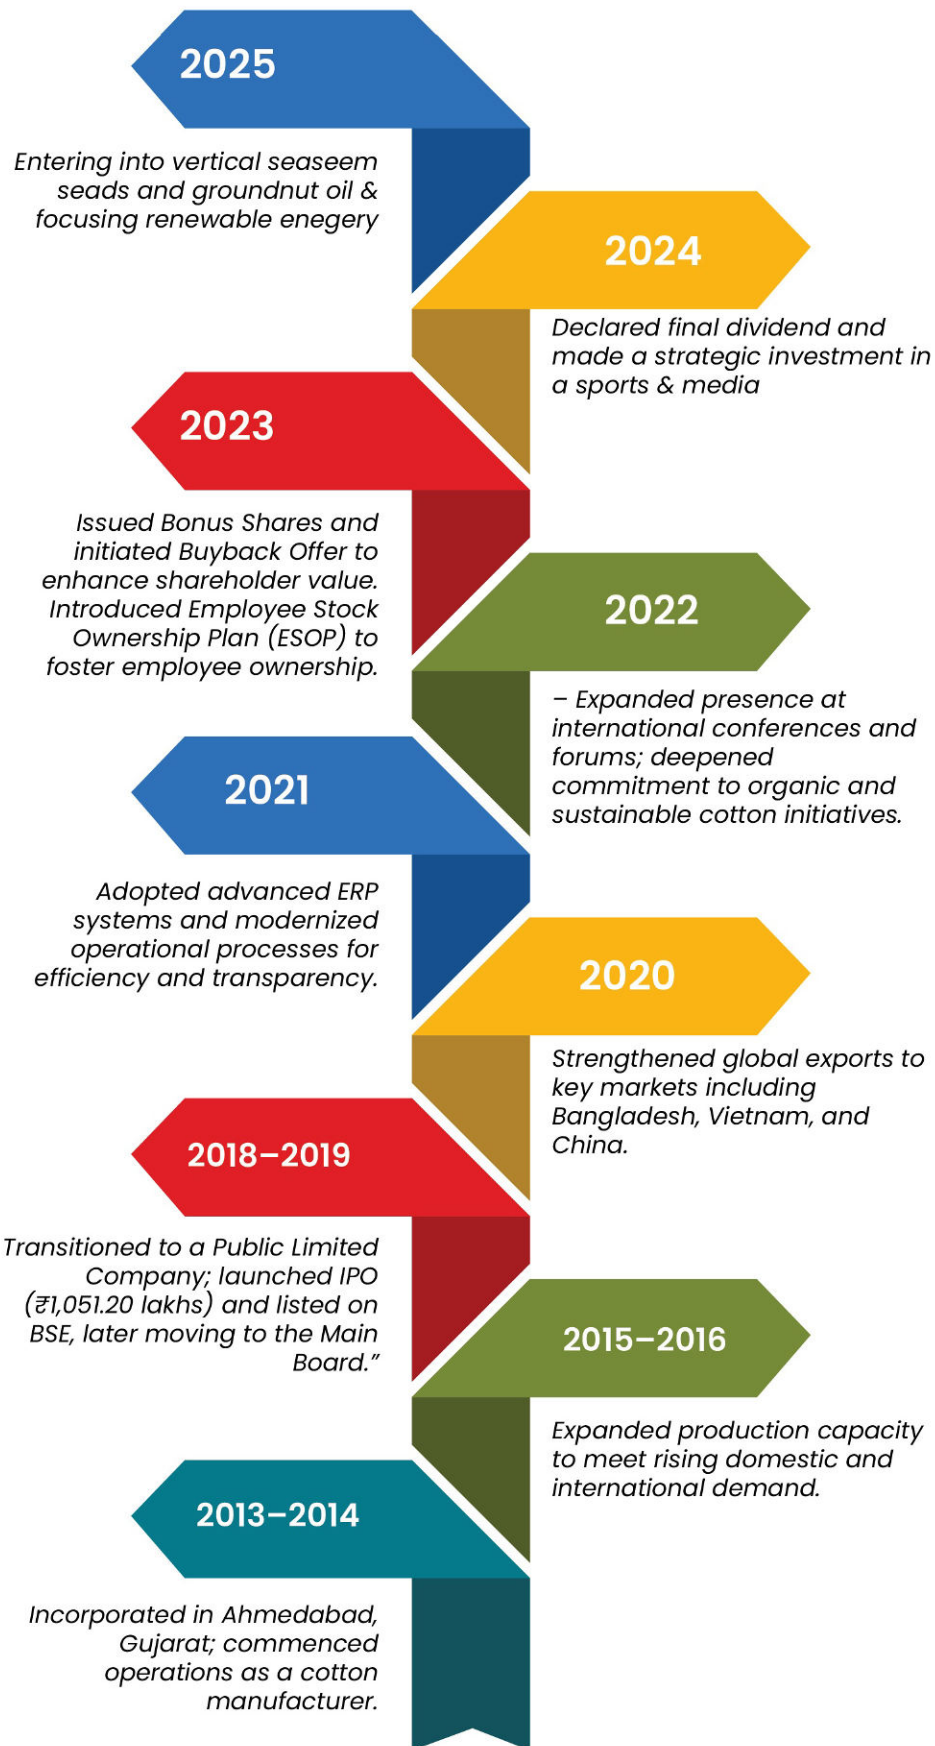 2025
Entering into vertical seaseem
seads and groundnut oil &
focusing renewable enegery
2024
Declared final dividend and
made a strategic investment in
a sports & media
2023
Issued Bonus Shares and
initiated Buyback Offer to
enhance shareholder value.
Introduced Employee Stock
Ownership Plan (ESOP) to
foster employee ownership.
2022
– Expanded presence at
international conferences and
forums; deepened
commitment to organic and
sustainable cotton initiatives.
2021
Adopted advanced ERP
systems and modernized
operational processes for
efficiency and transparency.
2020
Strengthened global exports to
key markets including
Bangladesh, Vietnam, and
China.
2018–2019
Transitioned to a Public Limited
Company; launched IPO
(₹1,051.20 lakhs) and listed on
BSE, later moving to the Main
Board.”
2015–2016
Expanded production capacity
to meet rising domestic and
international demand.
2013–2014
Incorporated in Ahmedabad,
Gujarat; commenced
operations as a cotton
manufacturer.